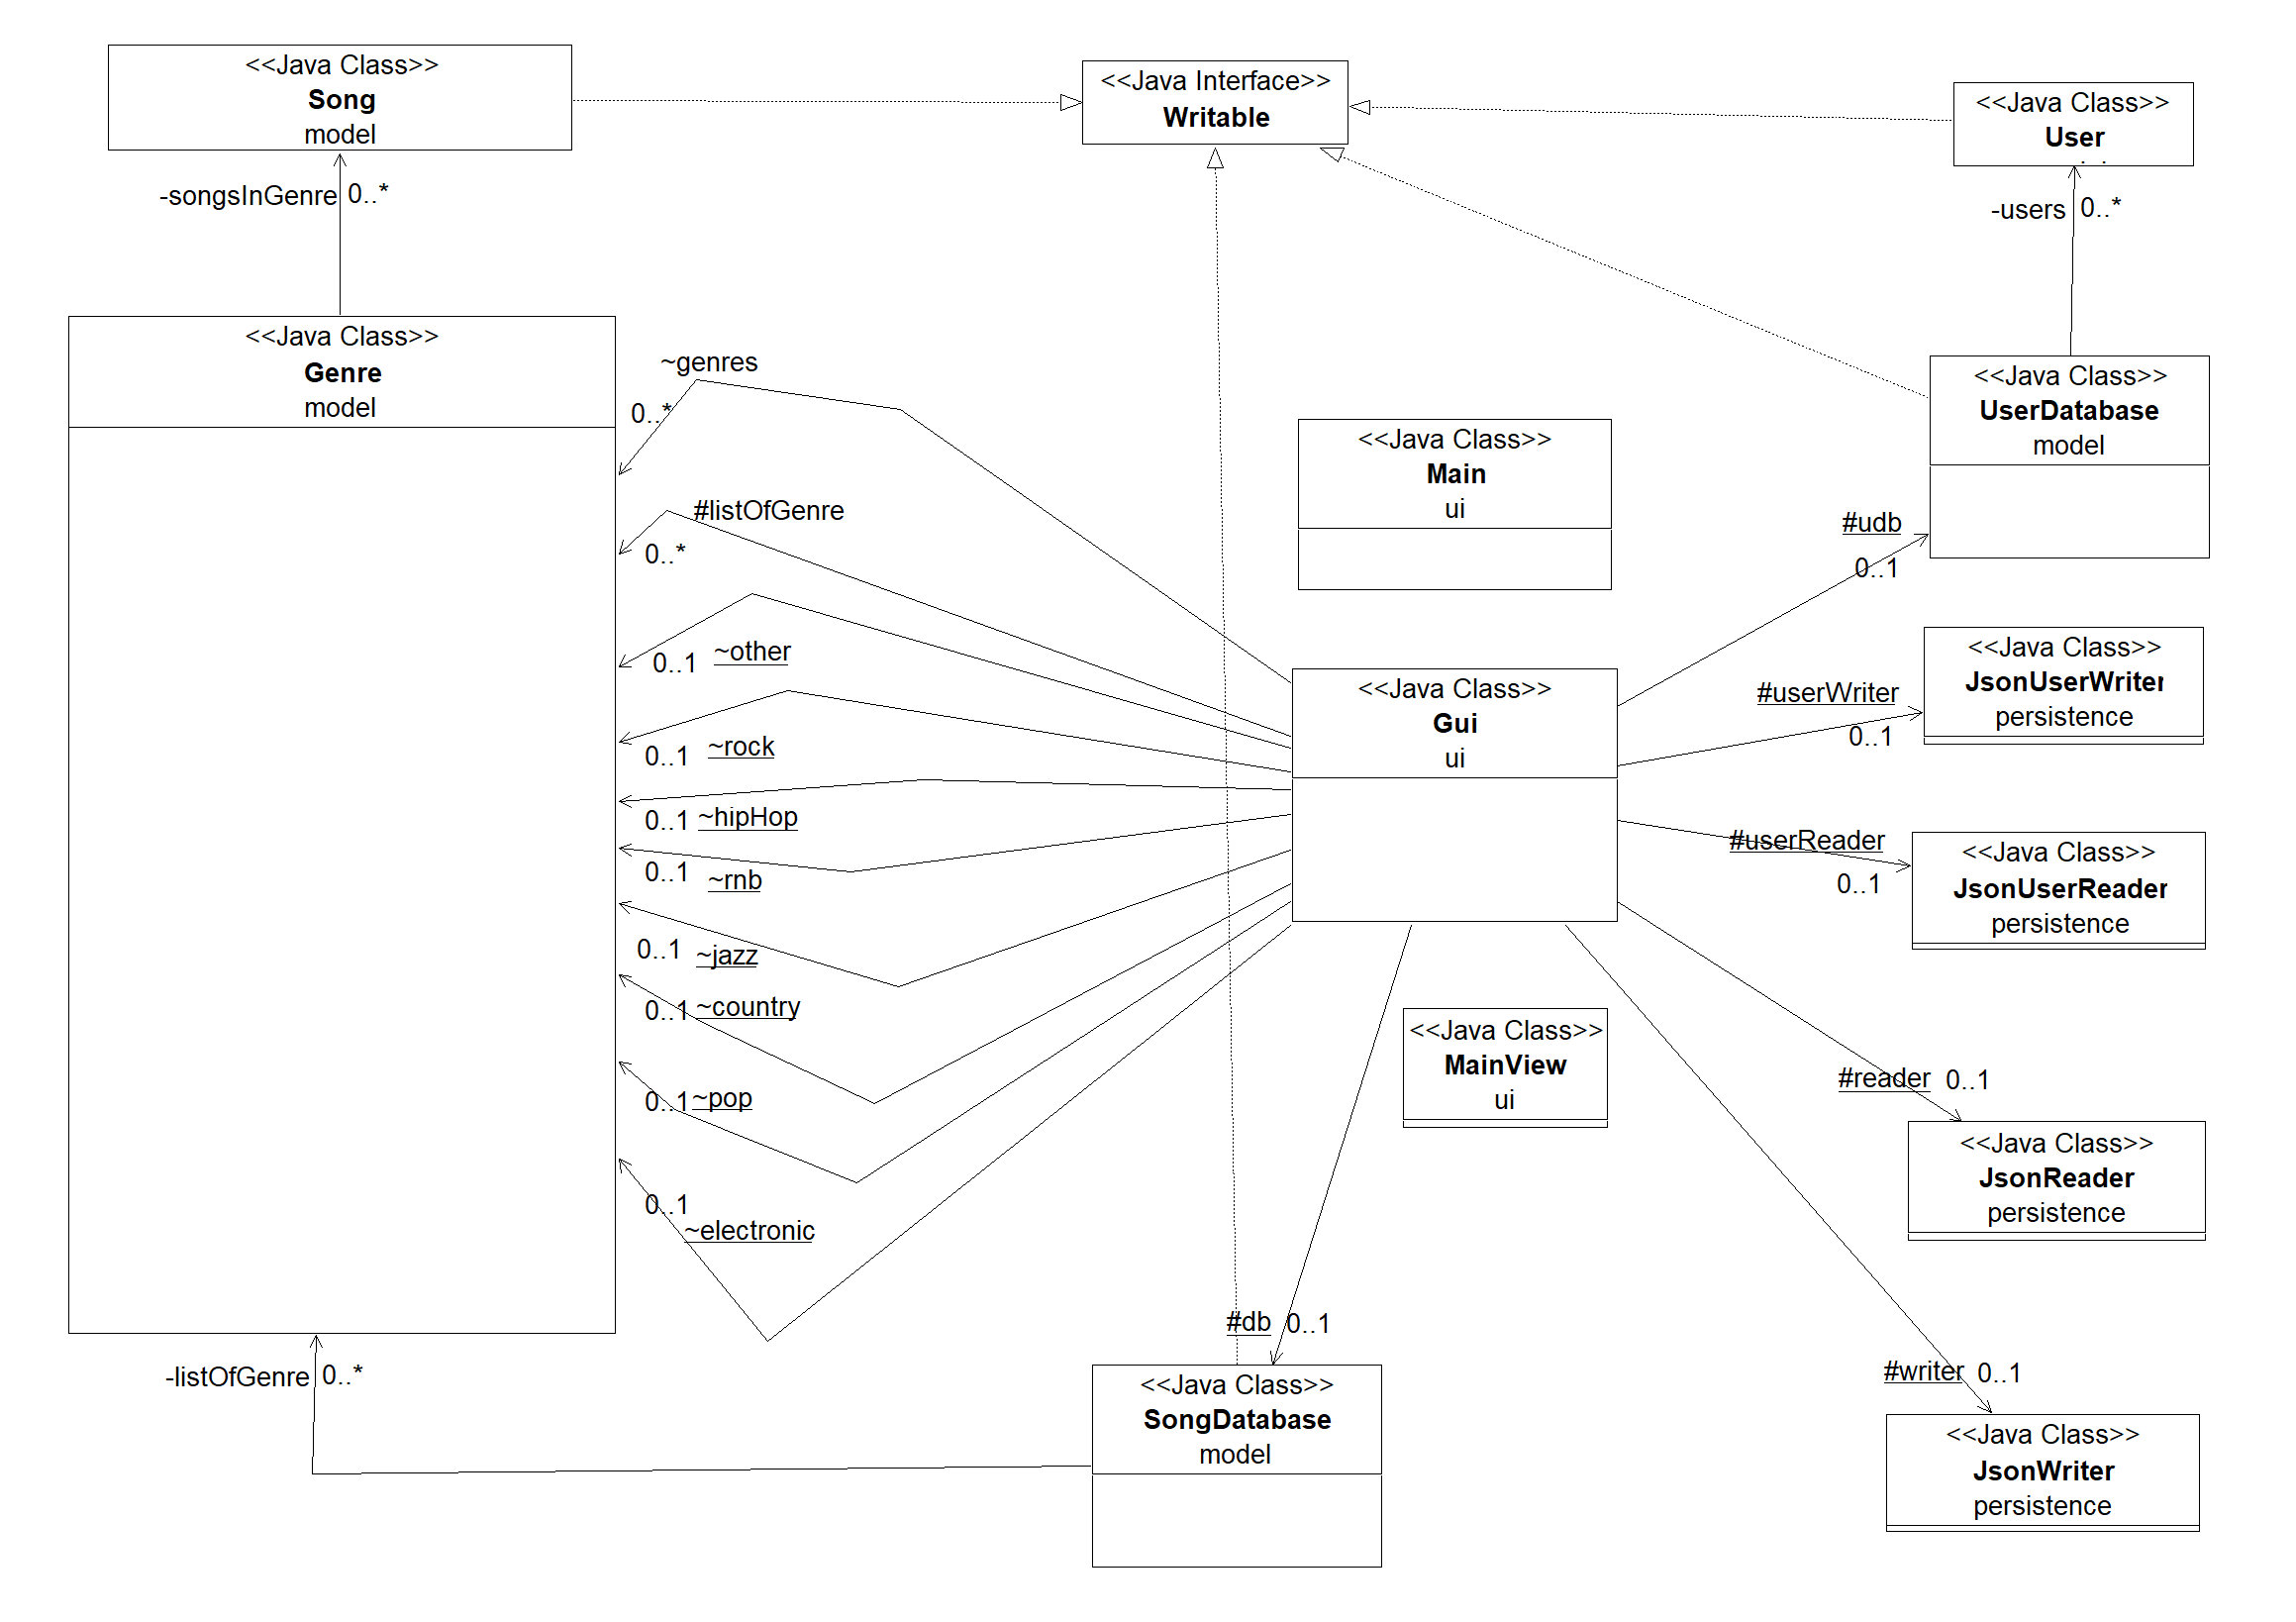 <<Java Class>>
Song
model
<<Java Interface>>
Writable
<<Java Class>>
User
-songsInGenre 0..*
-users 0..*
<<Java Class>>
Genre
model
~genres
0..*
<<Java Class>>
UserDatabase
model
<<Java Class>>
Main
ui
#listOfGenre
0..*
#udb
0..1
~other
0..1
<<Java Class>>
JsonUserWriter
persistence
<<Java Class>>
Gui
ui
#userWriter
0..1
~rock
0..1
~hipHop
0..1
#userReader
0..1
<<Java Class>>
JsonUserReader
persistence
~rnb
0..1
~jazz
0..1
~country
0..1
<<Java Class>>
MainView
ui
#reader 0..1
~pop
0..1
<<Java Class>>
JsonReader
persistence
0..1
~electronic
#db 0..1
-listOfGenre 0..*
<<Java Class>>
SongDatabase
model
#writer 0..1
<<Java Class>>
JsonWriter
persistence